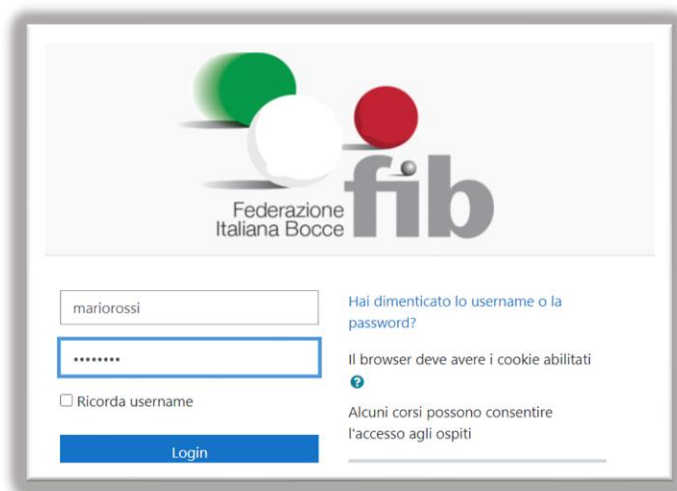 Federazione
Italiana Bocce
fib
mariorossi
••••••••
Ricorda username
Login
Hai dimenticato lo username o la
password?
Il browser deve avere i cookie abilitati
?
Alcuni corsi possono consentire
l'accesso agli ospiti